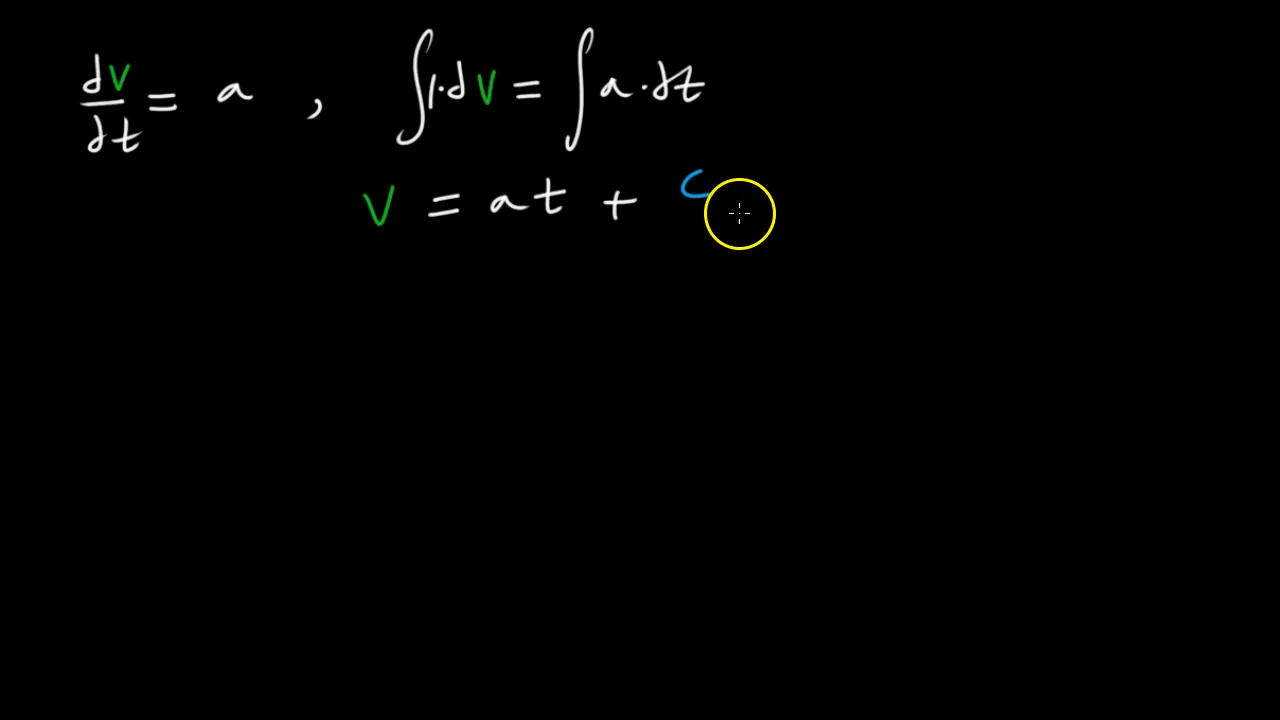 dv/dt = a , ∫1·dv = ∫a·dt
v = at + c